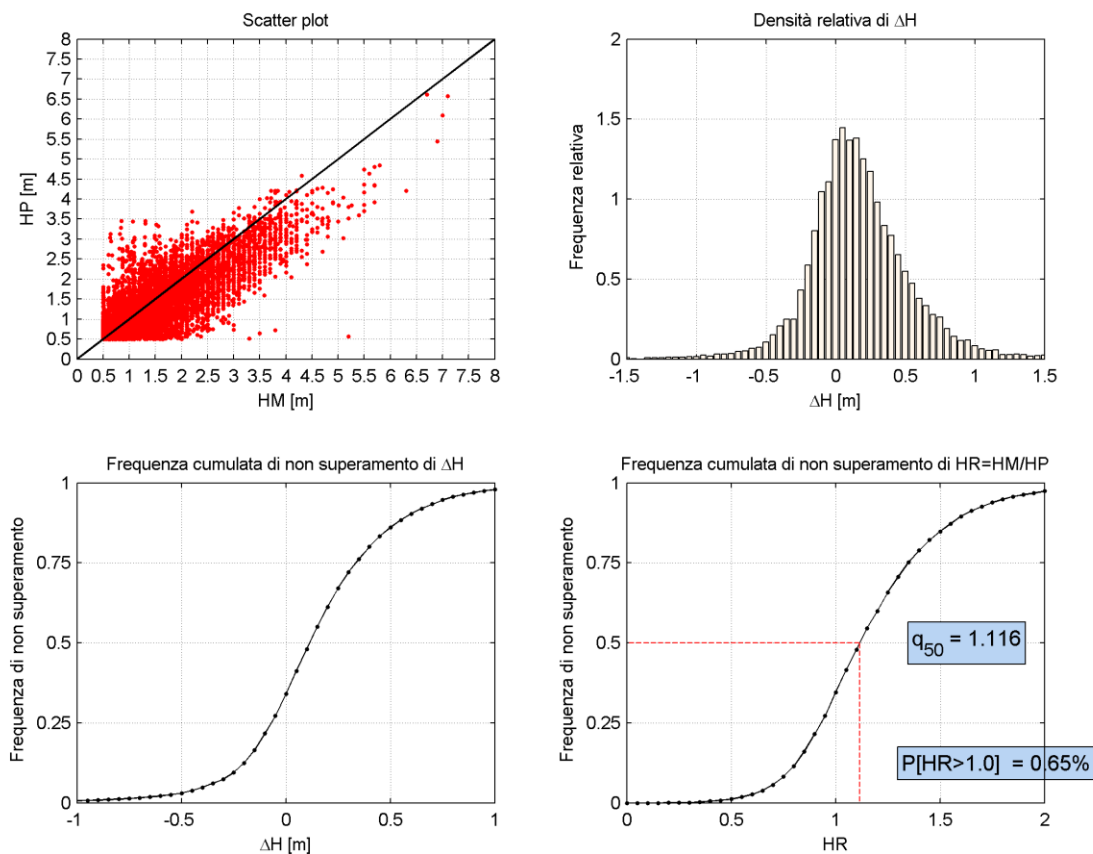 Scatter plot
8
7.5
7
6.5
6
5.5
5
4.5
4
3.5
3
2.5
2
1.5
1
0.5
0
HP [m]
0 0.5 1 1.5 2 2.5 3 3.5 4 4.5 5 5.5 6 6.5 7 7.5 8
HM [m]
Densità relativa di ΔH
2
1.5
1
0.5
0
Frequenza relativa
-1.5 -1 -0.5 0 0.5 1 1.5
ΔH [m]
Frequenza cumulata di non superamento di ΔH
1
0.75
0.5
0.25
0
Frequenza di non superamento
-1 -0.5 0 0.5 1
ΔH [m]
Frequenza cumulata di non superamento di HR=HM/HP
1
0.75
0.5
0.25
0
Frequenza di non superamento
q50 = 1.116
P[HR>1.0] = 0.65%
0 0.5 1 1.5 2
HR